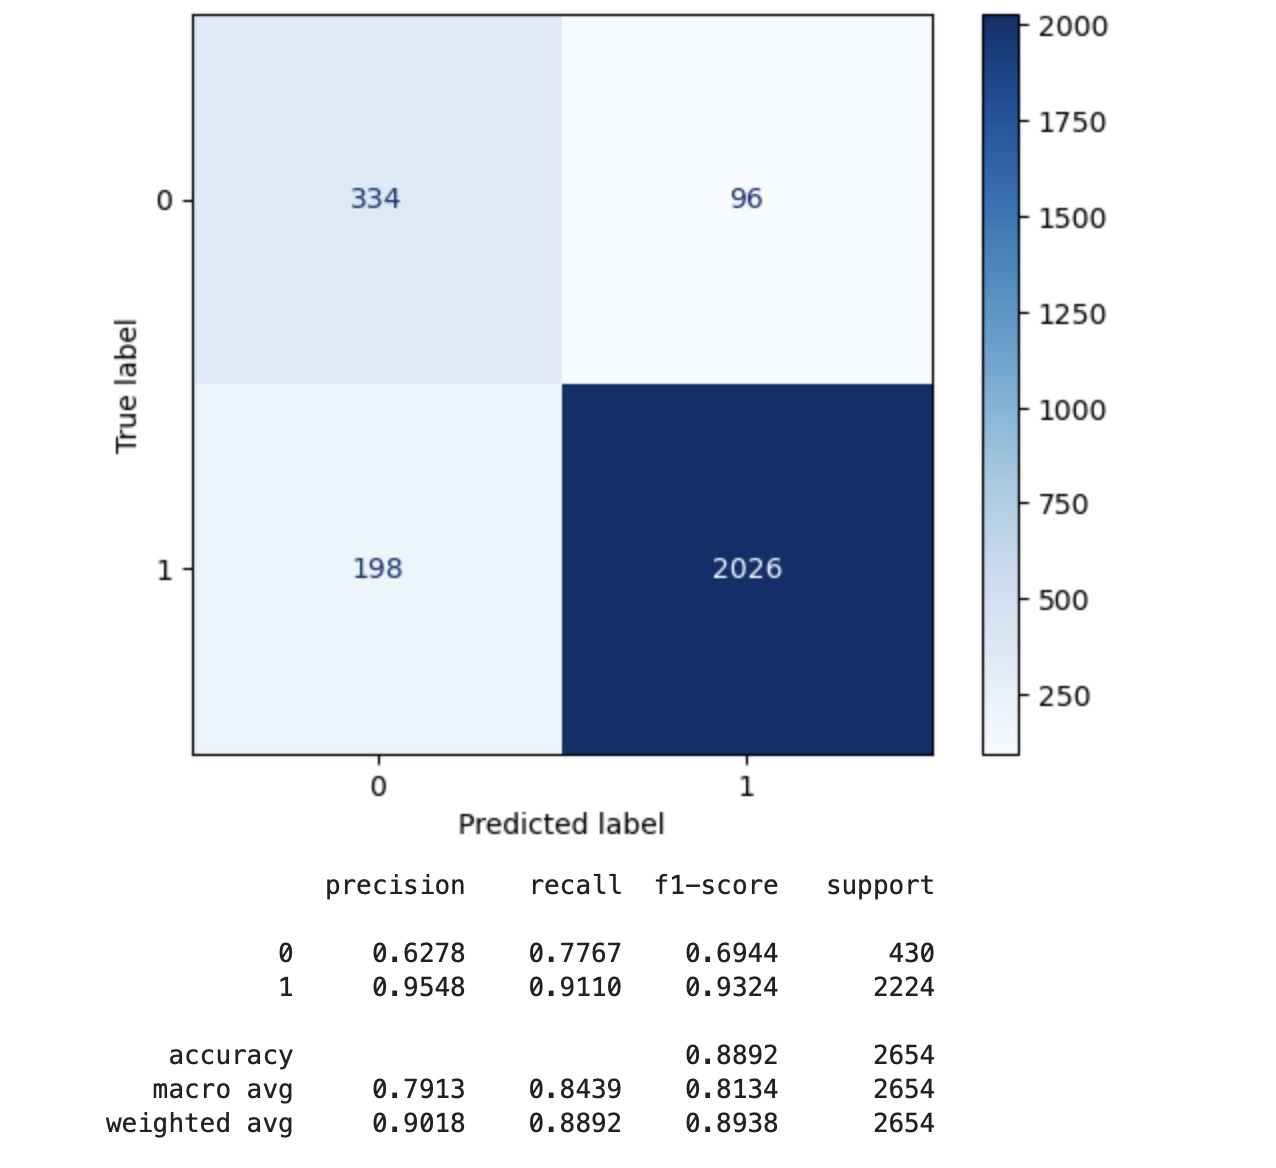 2000
0
334
96
1750
1500
1250
True label
1000
750
1
198
2026
500
250
0
1
Predicted label
precision recall f1-score support
0 0.6278 0.7767 0.6944 430
1 0.9548 0.9110 0.9324 2224
accuracy 0.8892 2654
macro avg 0.7913 0.8439 0.8134 2654
weighted avg 0.9018 0.8892 0.8938 2654